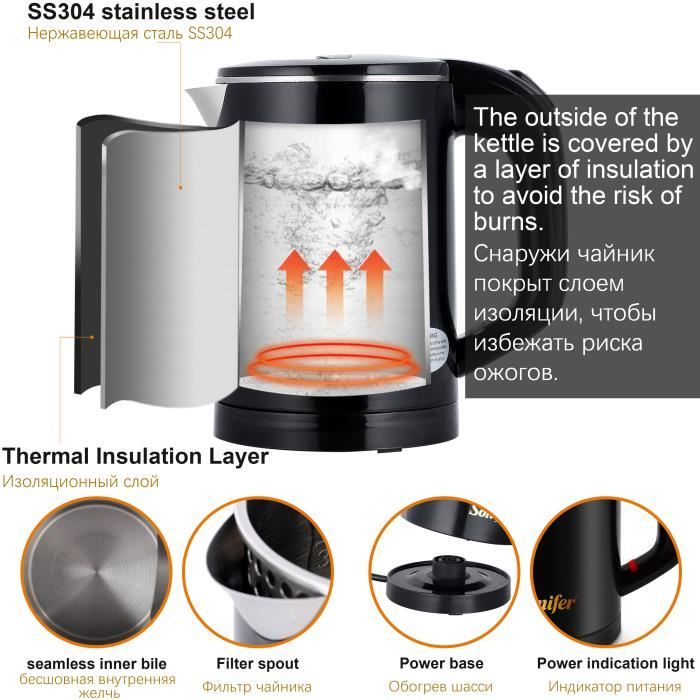 SS304 stainless steel
Нержавеющая сталь SS304
The outside of the
kettle is covered by
a layer of insulation
to avoid the risk of
burns.
Снаружи чайник
покрыт слоем
изоляции, чтобы
избежать риска
ожогов.
Thermal Insulation Layer
Изоляционный слой
seamless inner bile
бесшовная внутренняя
желчь
Filter spout
Фильтр чайника
Power base
Обогрев шасси
nifer
Power indication light
Индикатор питания